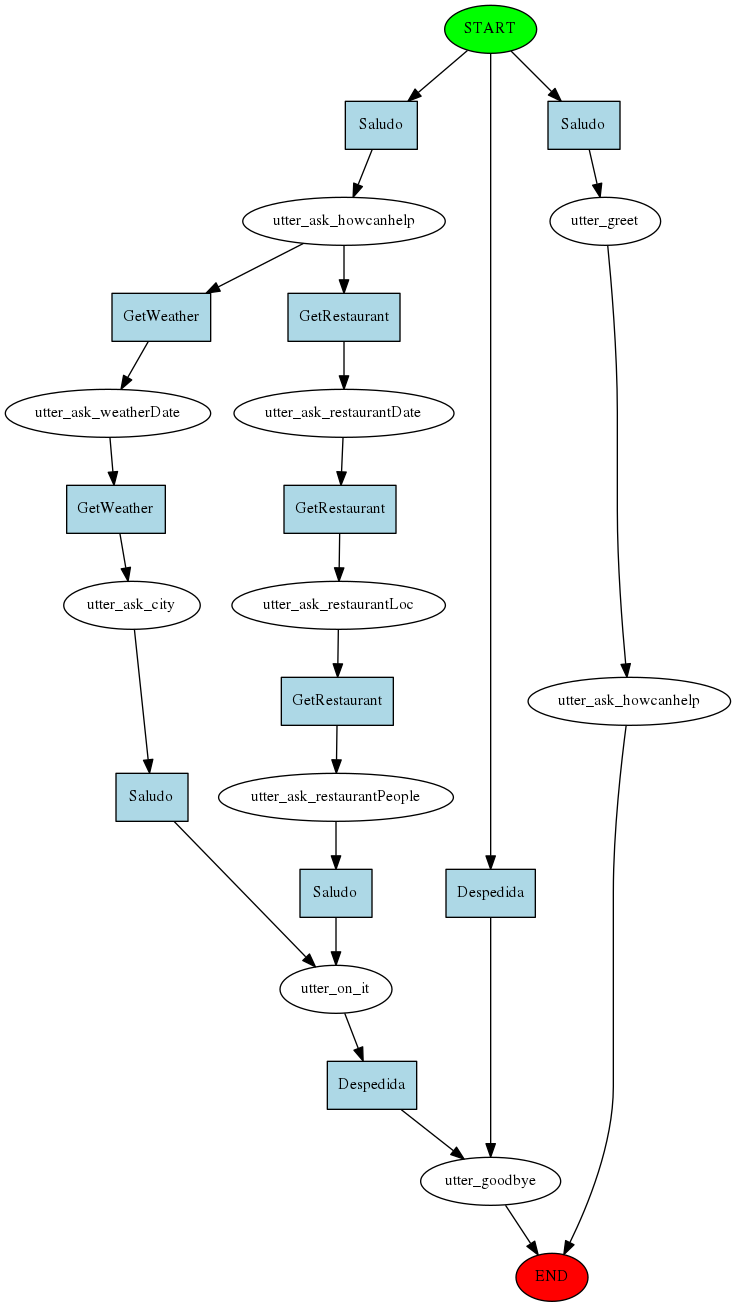 START
Saludo
Saludo
utter_ask_howcanhelp
utter_greet
GetWeather
GetRestaurant
utter_ask_weatherDate
utter_ask_restaurantDate
GetWeather
GetRestaurant
utter_ask_city
utter_ask_restaurantLoc
GetRestaurant
utter_ask_howcanhelp
Saludo
utter_ask_restaurantPeople
Saludo
Despedida
utter_on_it
Despedida
utter_goodbye
END